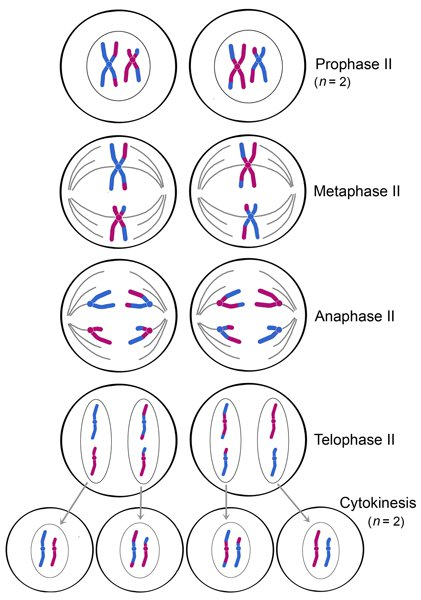 Prophase II
(n = 2)
Metaphase II
Anaphase II
Telophase II
Cytokinesis
(n = 2)